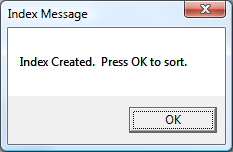 Index Message
Index Created.  Press OK to sort.
OK